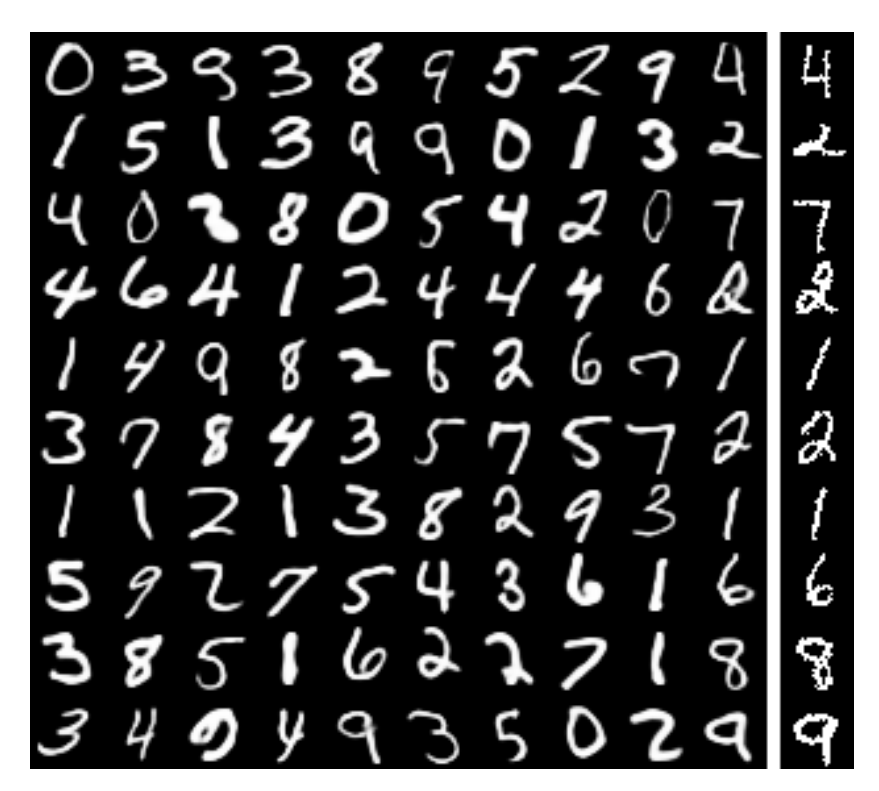 0 3 9 3 8 9 5 2 9 4 4
1 5 1 3 9 9 0 1 3 2 2
4 0 2 8 0 5 4 2 0 7 7
4 6 4 1 2 4 4 4 6 2 2
1 4 9 8 2 6 2 6 7 1 1
3 7 8 4 3 5 7 5 7 2 2
1 1 2 1 3 8 2 9 3 1 1
5 9 2 7 5 4 3 6 1 6 6
3 8 5 1 6 2 2 7 1 8 8
3 4 4 9 3 5 0 2 9 9